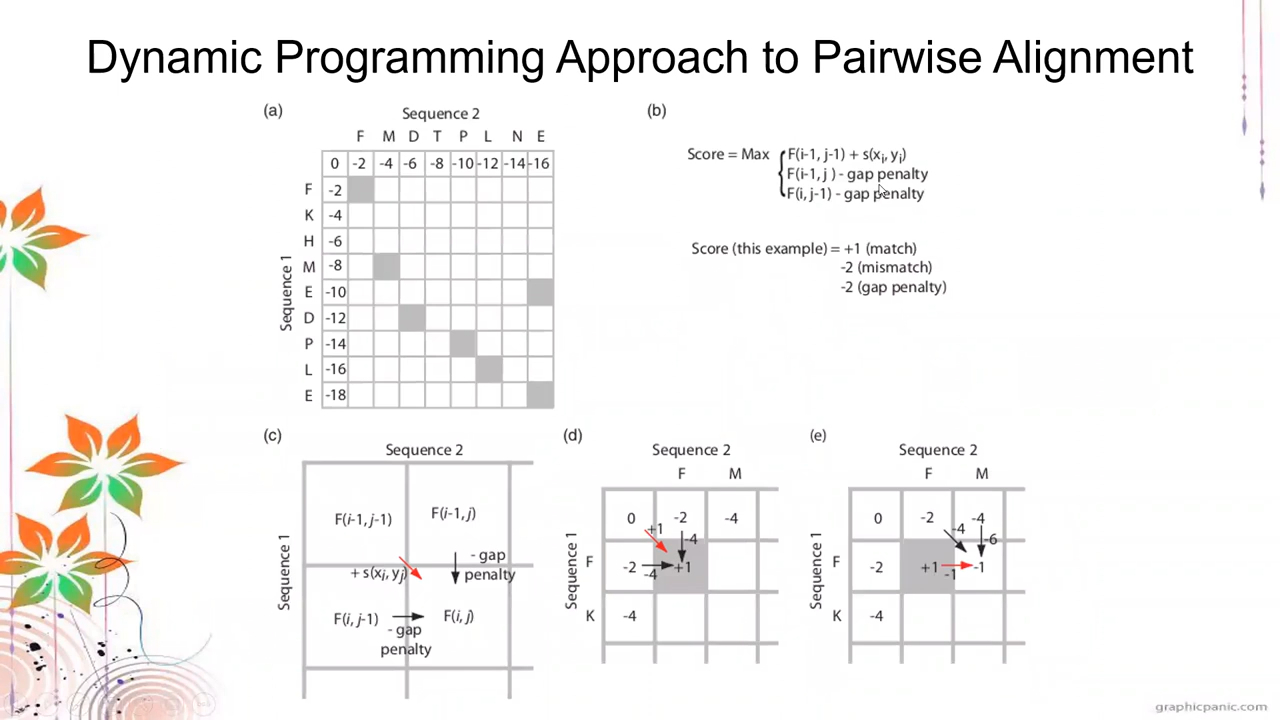 Dynamic Programming Approach to Pairwise Alignment
(a)
Sequence 2
F M D T P L N E
0 -2 -4 -6 -8 -10 -12 -14 -16
Sequence 1
F -2
K -4
H -6
M -8
E -10
D -12
P -14
L -16
E -18
(b)
Score = Max { F(i-1, j-1) + s(xi, yj)
F(i-1, j ) - gap penalty
F(i, j-1) - gap penalty
Score (this example) = +1 (match)
-2 (mismatch)
-2 (gap penalty)
(c)
Sequence 2
Sequence 1
F(i-1, j-1) F(i-1, j)
+ s(xi, yj) - gap
penalty
F(i, j-1) F(i, j)
- gap
penalty
(d)
Sequence 2
F M
Sequence 1
0 -2 -4
+1 -4
F -2 +1
-4
K -4
(e)
Sequence 2
F M
Sequence 1
0 -2 -4
-4 -6
F -2 +1 -1
-1
K -4
graphicpanic.com